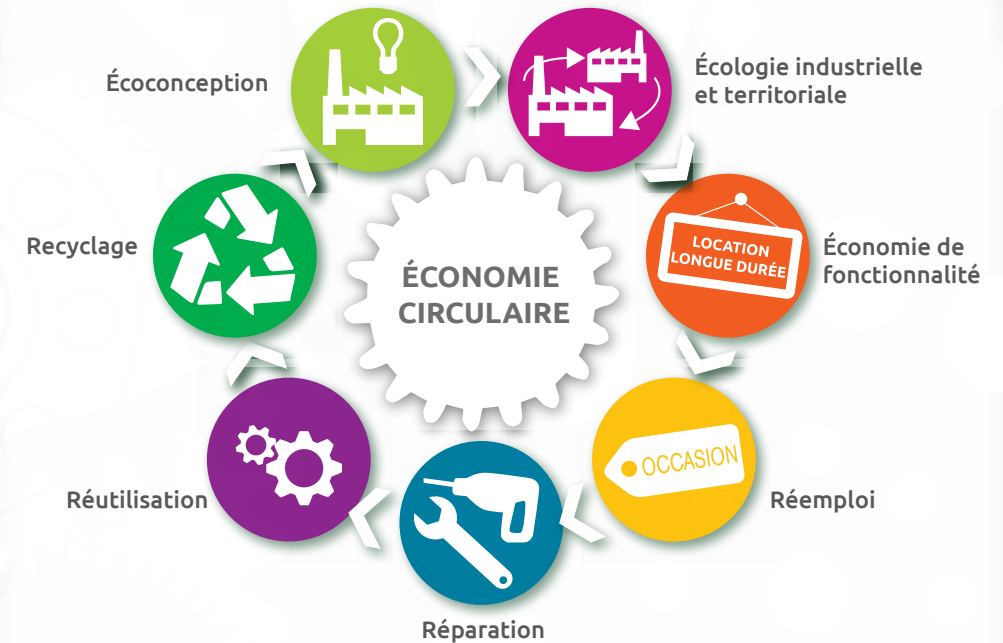 Écoconception
Écologie industrielle
et territoriale
LOCATION
LONGUE DURÉE
Économie de
fonctionnalité
OCCASION
Réemploi
Réparation
Réutilisation
Recyclage
ÉCONOMIE
CIRCULAIRE